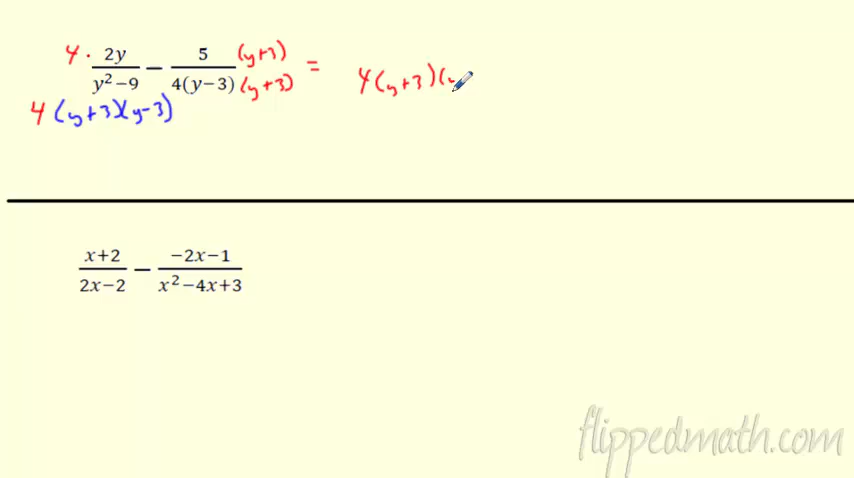 4 · 2y/(y²−9) − 5(y+3)/(4(y−3)(y+3)) = 
4(y+3)(y-3)
4(y+3)(
(x+2)/(2x−2) − (−2x−1)/(x²−4x+3)
flippedmath.com